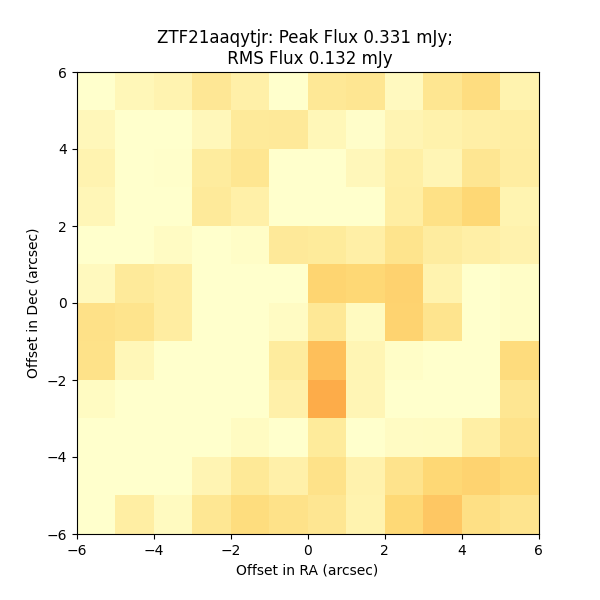 ZTF21aaqytjr: Peak Flux 0.331 mJy;
RMS Flux 0.132 mJy
6
4
2
0
−2
−4
−6
Offset in Dec (arcsec)
−6 −4 −2 0 2 4 6
Offset in RA (arcsec)